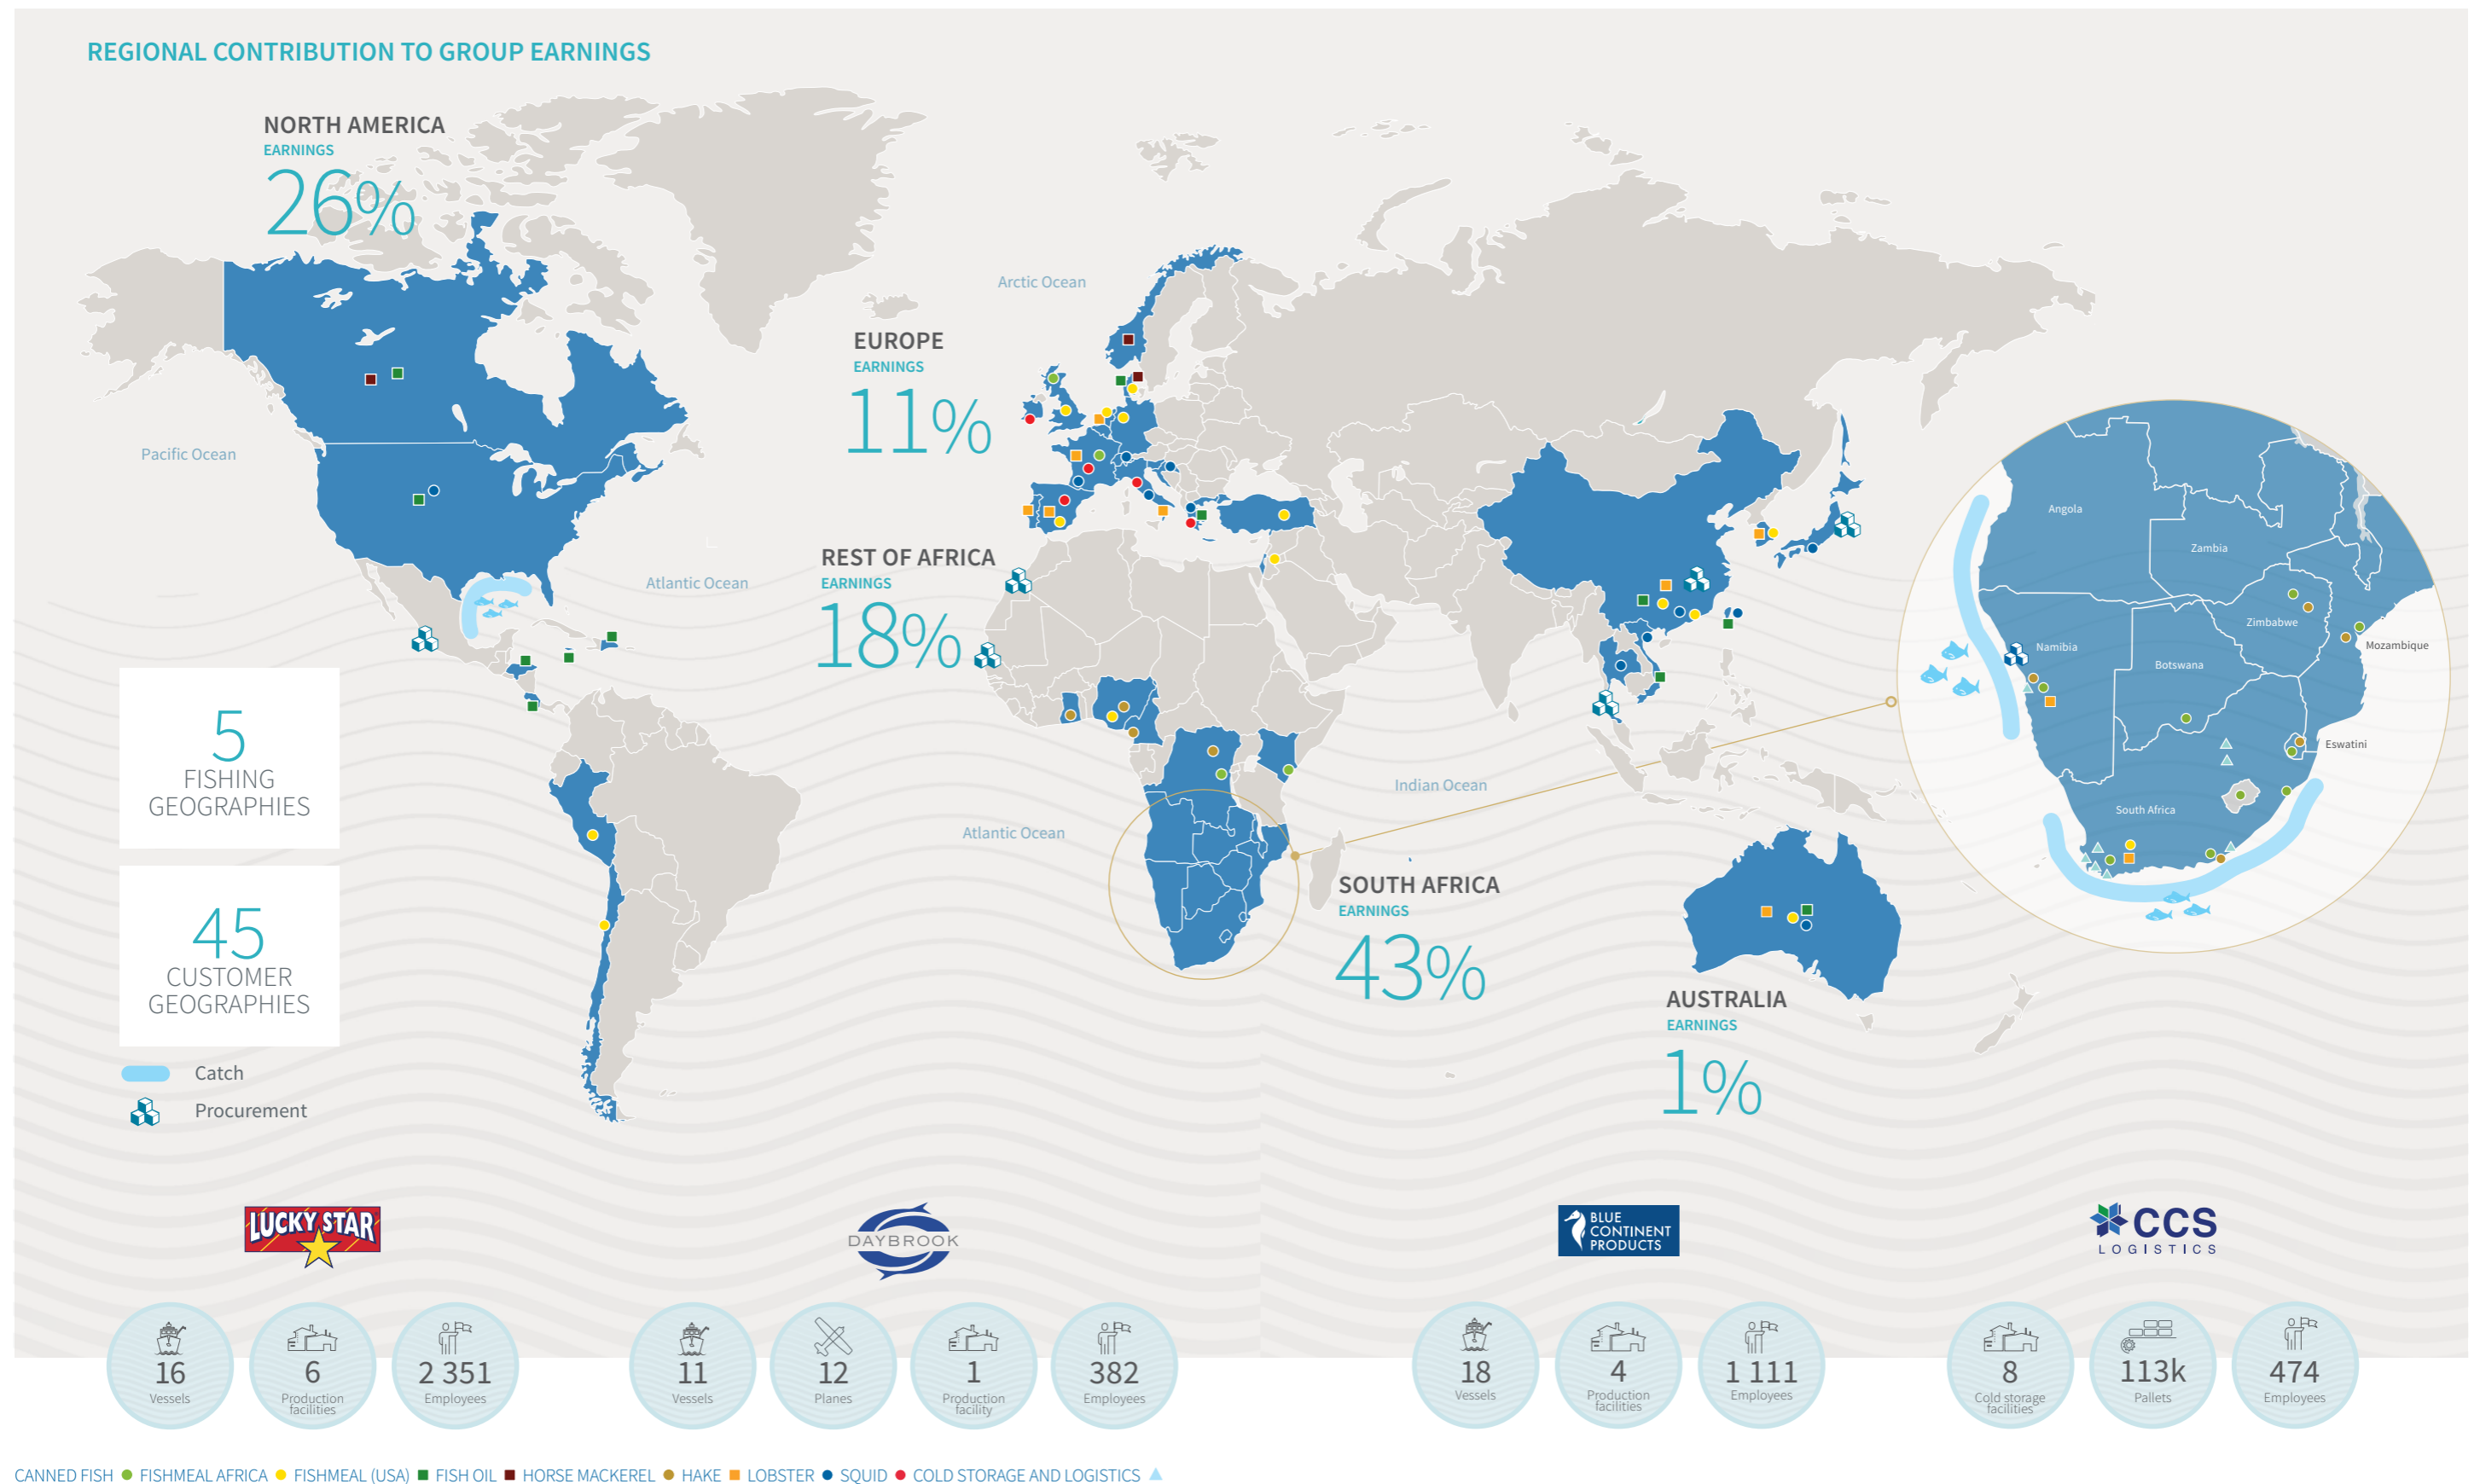 REGIONAL CONTRIBUTION TO GROUP EARNINGS
NORTH AMERICA
EARNINGS
26%
Arctic Ocean
EUROPE
EARNINGS
11%
Pacific Ocean
Atlantic Ocean
REST OF AFRICA
EARNINGS
18%
Angola
Zambia
Zimbabwe
Namibia
Mozambique
Botswana
Eswatini
South Africa
5
FISHING
GEOGRAPHIES
45
CUSTOMER
GEOGRAPHIES
Indian Ocean
Atlantic Ocean
SOUTH AFRICA
EARNINGS
43%
AUSTRALIA
EARNINGS
1%
Catch
Procurement
LUCKY STAR
DAYBROOK
BLUE
CONTINENT
PRODUCTS
CCS
LOGISTICS
16
Vessels
6
Production
facilities
2 351
Employees
11
Vessels
12
Planes
1
Production
facility
382
Employees
18
Vessels
4
Production
facilities
1 111
Employees
8
Cold storage
facilities
113k
Pallets
474
Employees
CANNED FISH FISHMEAL AFRICA FISHMEAL (USA) FISH OIL HORSE MACKEREL HAKE LOBSTER SQUID COLD STORAGE AND LOGISTICS